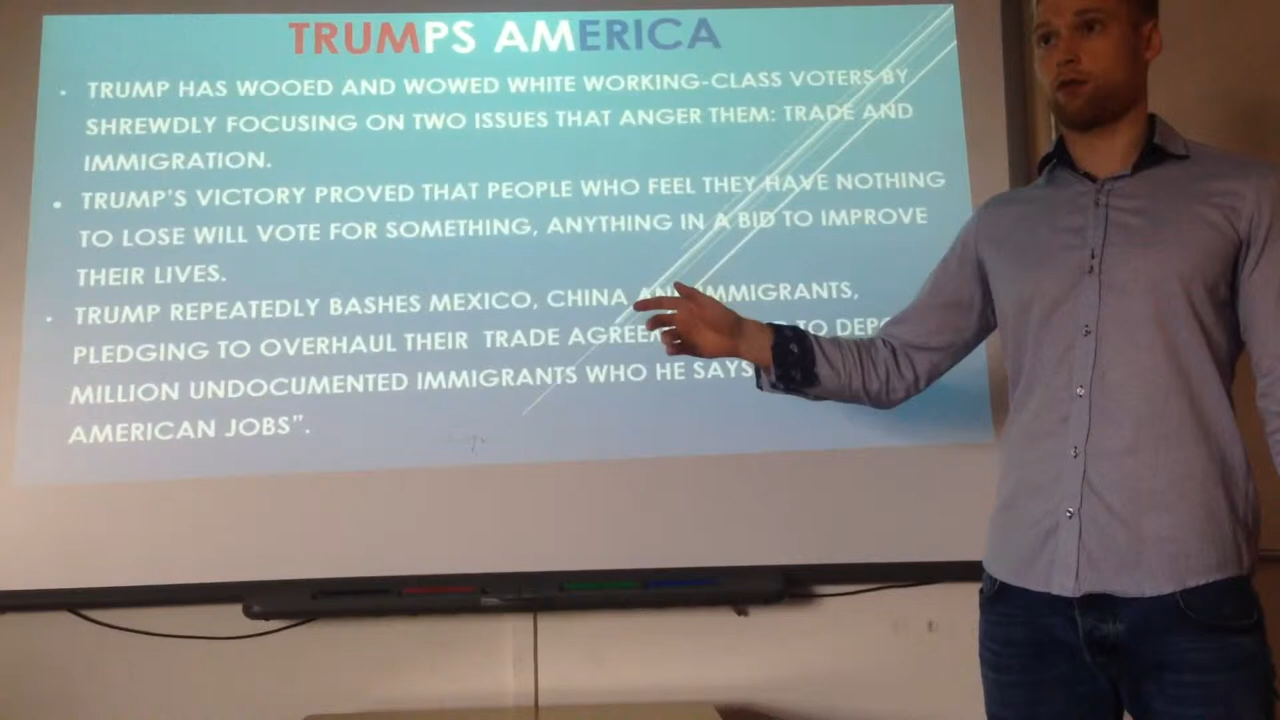 TRUMPS AMERICA
• TRUMP HAS WOOED AND WOWED WHITE WORKING-CLASS VOTERS BY
SHREWDLY FOCUSING ON TWO ISSUES THAT ANGER THEM: TRADE AND
IMMIGRATION.
• TRUMP'S VICTORY PROVED THAT PEOPLE WHO FEEL THEY HAVE NOTHING
TO LOSE WILL VOTE FOR SOMETHING, ANYTHING IN A BID TO IMPROVE
THEIR LIVES.
• TRUMP REPEATEDLY BASHES MEXICO, CHINA AND IMMIGRANTS,
PLEDGING TO OVERHAUL THEIR TRADE TO
MILLION UNDOCUMENTED IMMIGRANTS WHO HE SAYS
AMERICAN JOBS”.